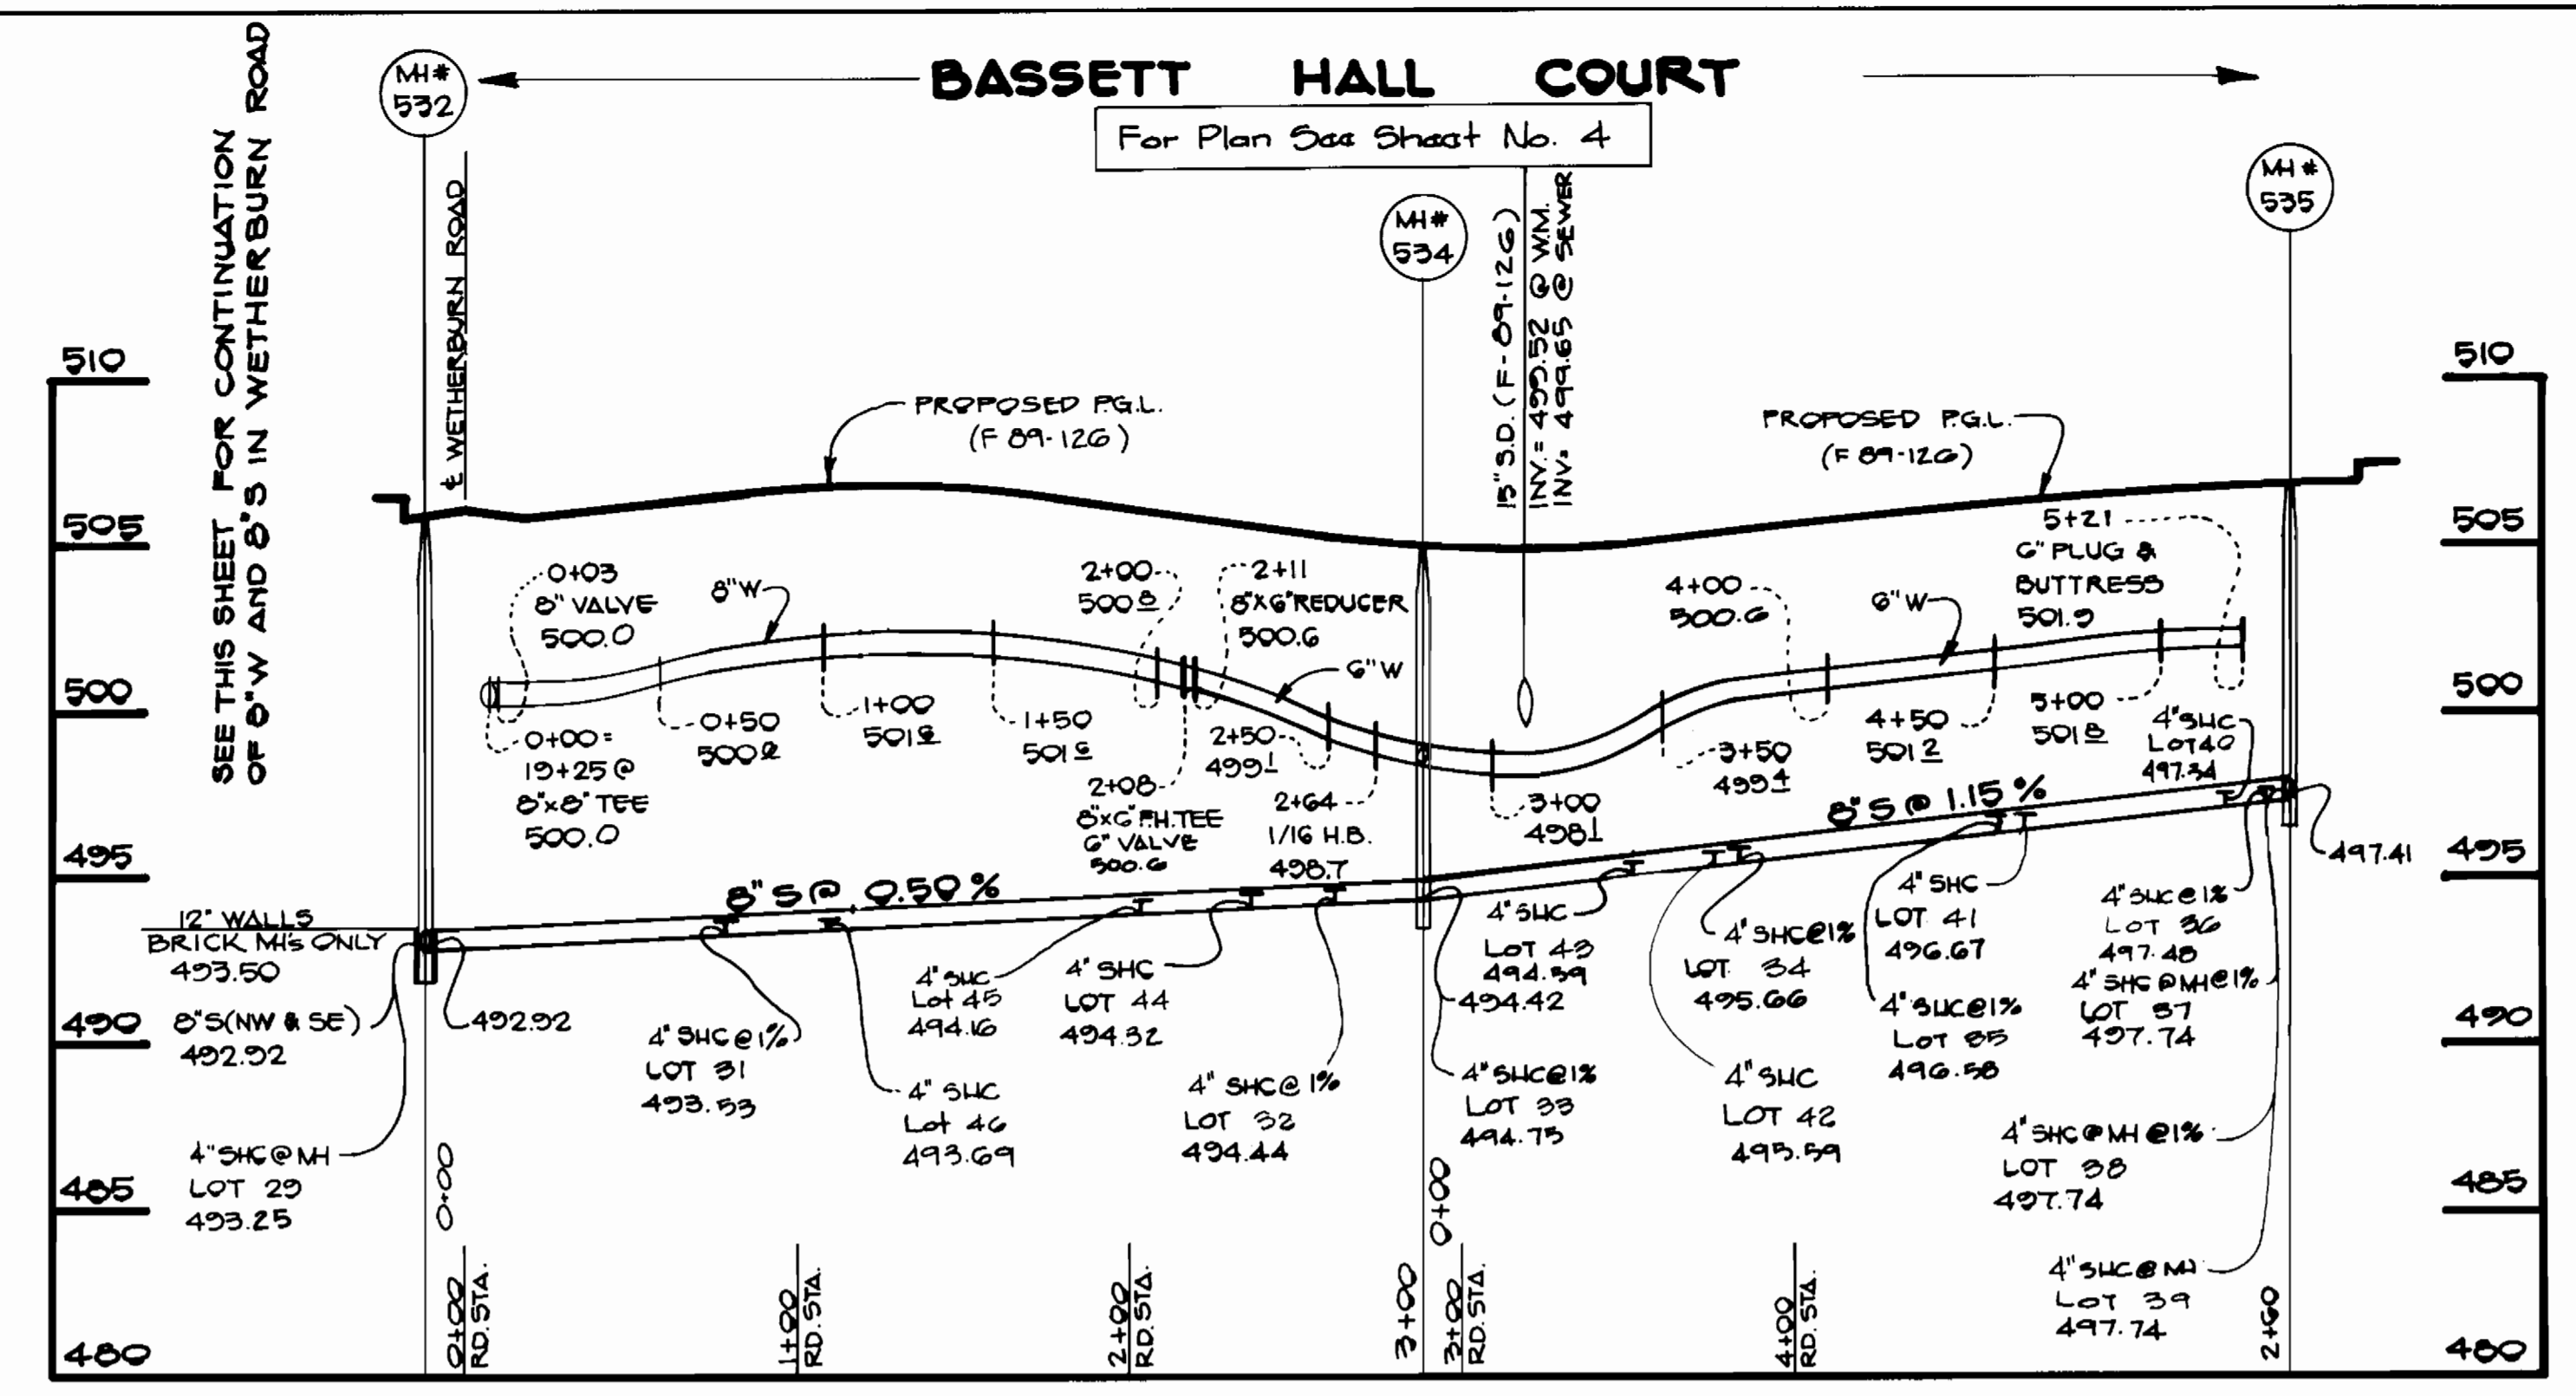 BASSETT HALL COURT
For Plan See Sheet No. 4
MH#
532
MH#
534
MH#
535
SEE THIS SHEET FOR CONTINUATION
OF 8"W AND 8"S IN WETHERBURN ROAD
℄ WETHERBURN ROAD
15" S.D. (F-89-126)
INV.= 499.52 @ W.M.
INV= 499.65 @ SEWER
510
505
500
495
490
485
480
510
505
500
495
490
485
480
PROPOSED P.G.L.
(F 89-126)
PROPOSED P.G.L.
(F 89-126)
0+03
8" VALVE
500.0
8"W
2+00
500 8
2+11
8"X6" REDUCER
500.6
6"W
4+00
500.6
6"W
5+21
6" PLUG &
BUTTRESS
501.9
0+00=
19+25 @
8"x8" TEE
500.0
0+50
1+00
1+50
2+08
8"x6" F.H. TEE
6" VALVE
500.6
2+50
499 1
2+64
1/16 H.B.
498.7
3+00
498 1
3+50
499 4
4+50
501 2
5+00
501 8
4" SHC
LOT 40
497.34
8" S @ 0.50 %
8" S @ 1.15 %
497.41
12" WALLS
BRICK MH's ONLY
493.50
8"S(NW & SE)
492.92
492.92
4" SHC @ MH
LOT 29
493.25
4" SHC @ 1%
LOT 31
493.53
4" SHC
Lot 46
493.69
4" SHC
Lot 45
494.16
4" SHC
LOT 44
494.32
4" SHC @ 1%
LOT 32
494.44
494.42
4" SHC @ 1%
LOT 33
494.75
4" SHC
LOT 43
494.59
4" SHC @ 1%
LOT 34
495.66
4" SHC
LOT 42
495.59
4" SHC
LOT 41
496.67
4" SHC @ 1%
LOT 35
496.58
4" SHC @ 1%
LOT 36
497.48
4" SHC @ MH @ 1%
LOT 37
497.74
4" SHC @ MH @ 1%
LOT 38
497.74
4" SHC @ MH
LOT 39
497.74
0+00
0+00
RD. STA.
1+00
RD. STA.
2+00
RD. STA.
3+00
0+00
3+00
RD. STA.
4+00
RD. STA.
2+60